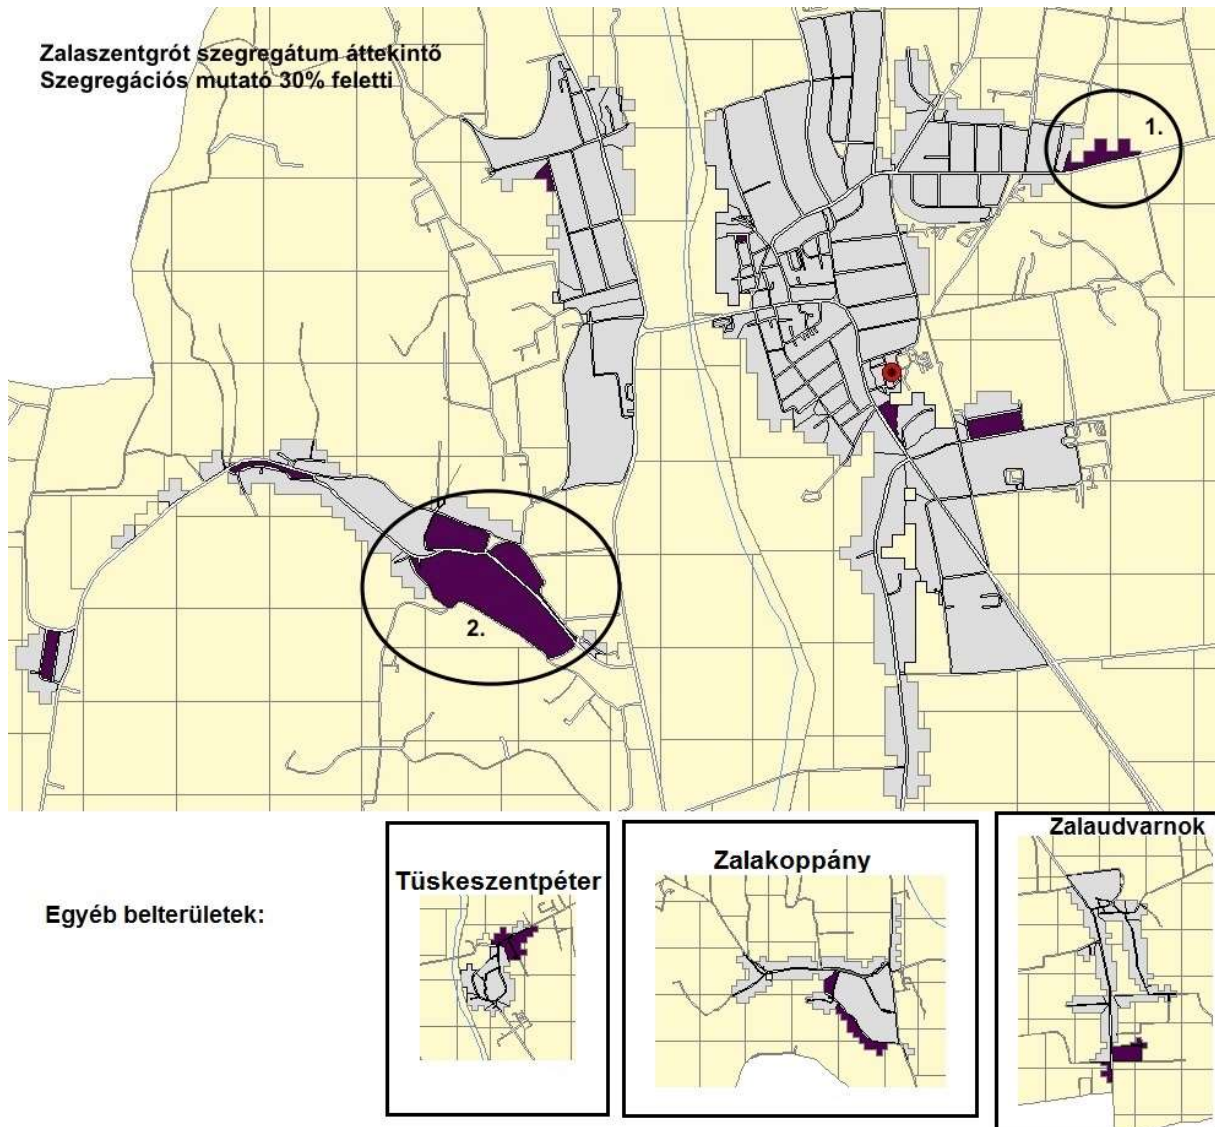 Zalaszentgrót szegregátum áttekintő
Szegregációs mutató 30% feletti
1.
2.
Egyéb belterületek:
Tüskeszentpéter
Zalakoppány
Zalaudvarnok